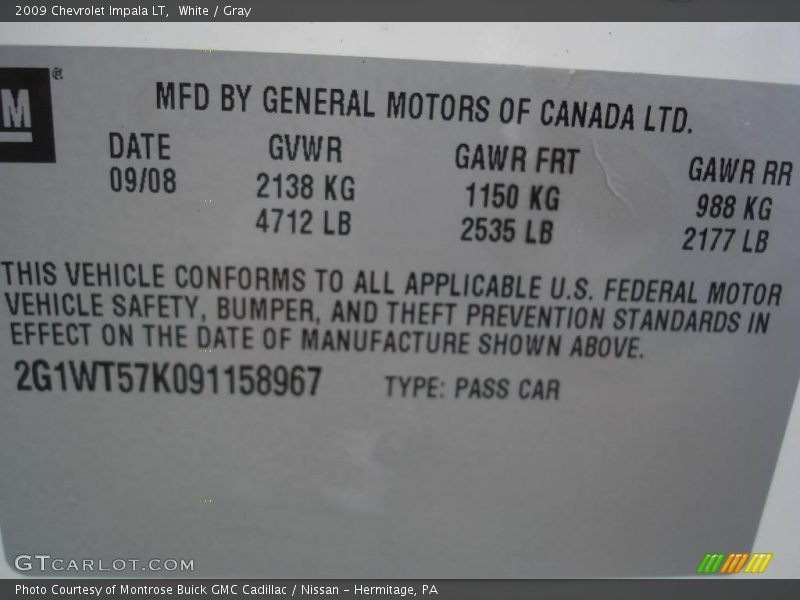 2009 Chevrolet Impala LT, White / Gray
M ®
MFD BY GENERAL MOTORS OF CANADA LTD.
DATE GVWR GAWR FRT GAWR RR
09/08 2138 KG 1150 KG 988 KG
4712 LB 2535 LB 2177 LB
THIS VEHICLE CONFORMS TO ALL APPLICABLE U.S. FEDERAL MOTOR
VEHICLE SAFETY, BUMPER, AND THEFT PREVENTION STANDARDS IN
EFFECT ON THE DATE OF MANUFACTURE SHOWN ABOVE.
2G1WT57K091158967 TYPE: PASS CAR
GTCARLOT.COM
Photo Courtesy of Montrose Buick GMC Cadillac / Nissan - Hermitage, PA